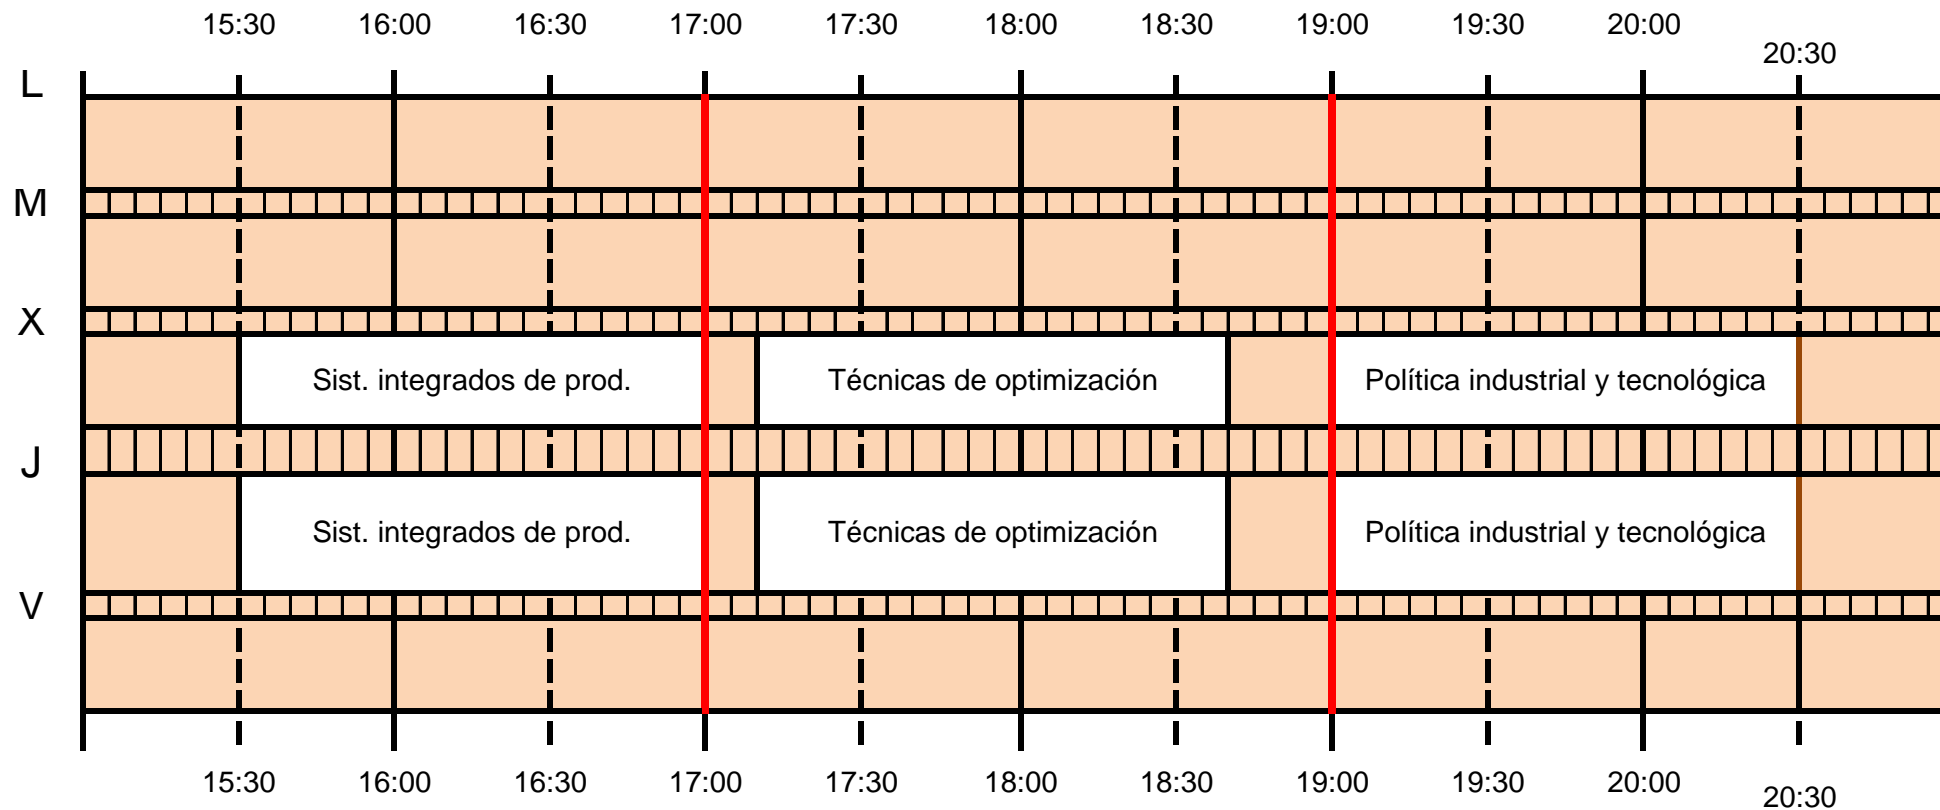 15:30 16:00 16:30 17:00 17:30 18:00 18:30 19:00 19:30 20:00
20:30
L
M
X
Sist. integrados de prod. Técnicas de optimización Política industrial y tecnológica
J
Sist. integrados de prod. Técnicas de optimización Política industrial y tecnológica
V
15:30 16:00 16:30 17:00 17:30 18:00 18:30 19:00 19:30 20:00
20:30